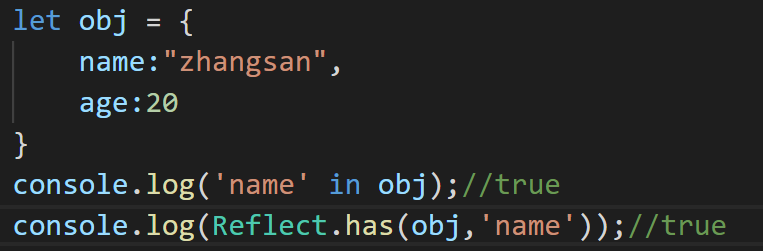 let obj = {
    name:"zhangsan",
    age:20
}
console.log('name' in obj);//true
console.log(Reflect.has(obj,'name'));//true